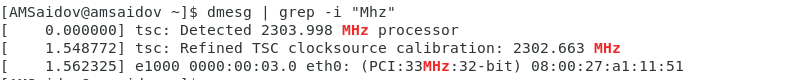 [AMSaidov@amsaidov ~]$ dmesg | grep -i "Mhz"
[    0.000000] tsc: Detected 2303.998 MHz processor
[    1.548772] tsc: Refined TSC clocksource calibration: 2302.663 MHz
[    1.562325] e1000 0000:00:03.0 eth0: (PCI:33MHz:32-bit) 08:00:27:a1:11:51